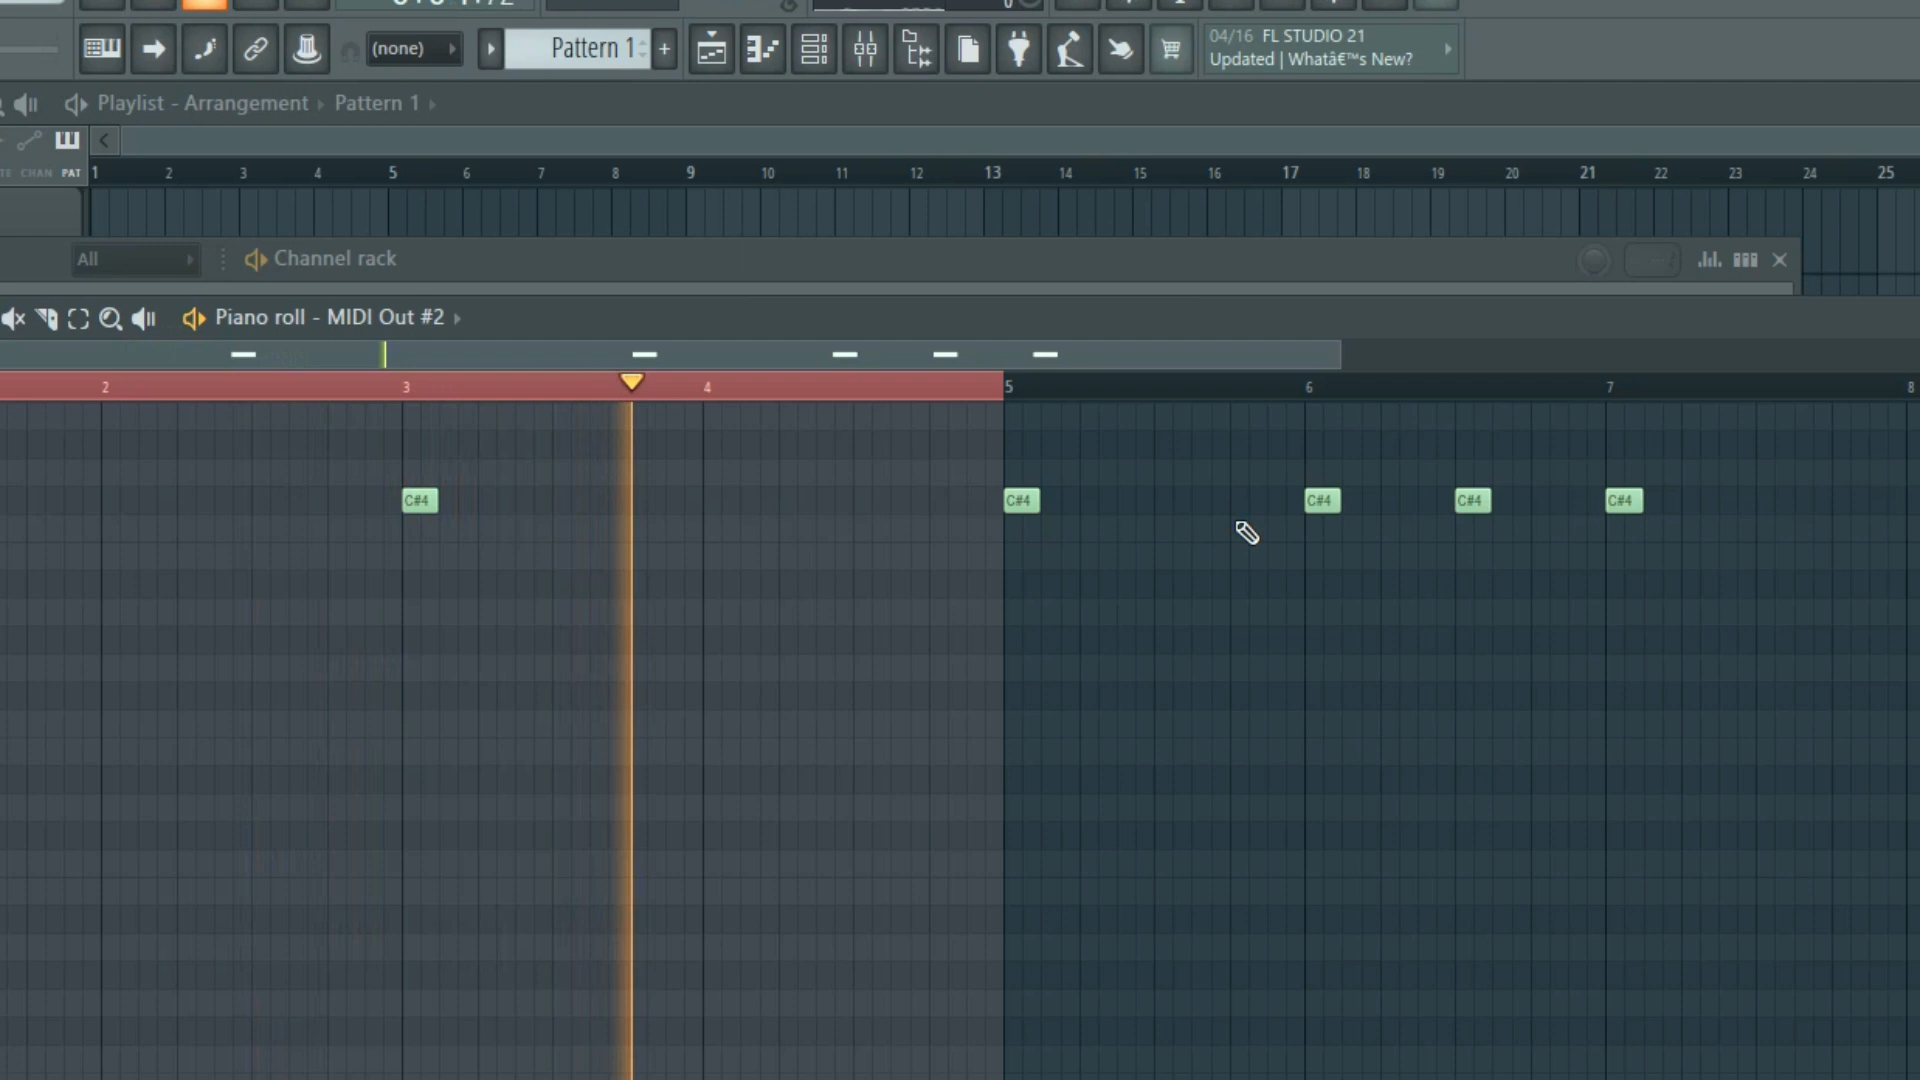 (none)
Pattern 1
+
04/16 FL STUDIO 21
Updated | Whatâ€™s New?
Playlist - Arrangement › Pattern 1
CHAN PAT
1 2 3 4 5 6 7 8 9 10 11 12 13 14 15 16 17 18 19 20 21 22 23 24 25
All
Channel rack
Piano roll - MIDI Out #2
2 3 4 5 6 7 8
C#4 C#4 C#4 C#4 C#4